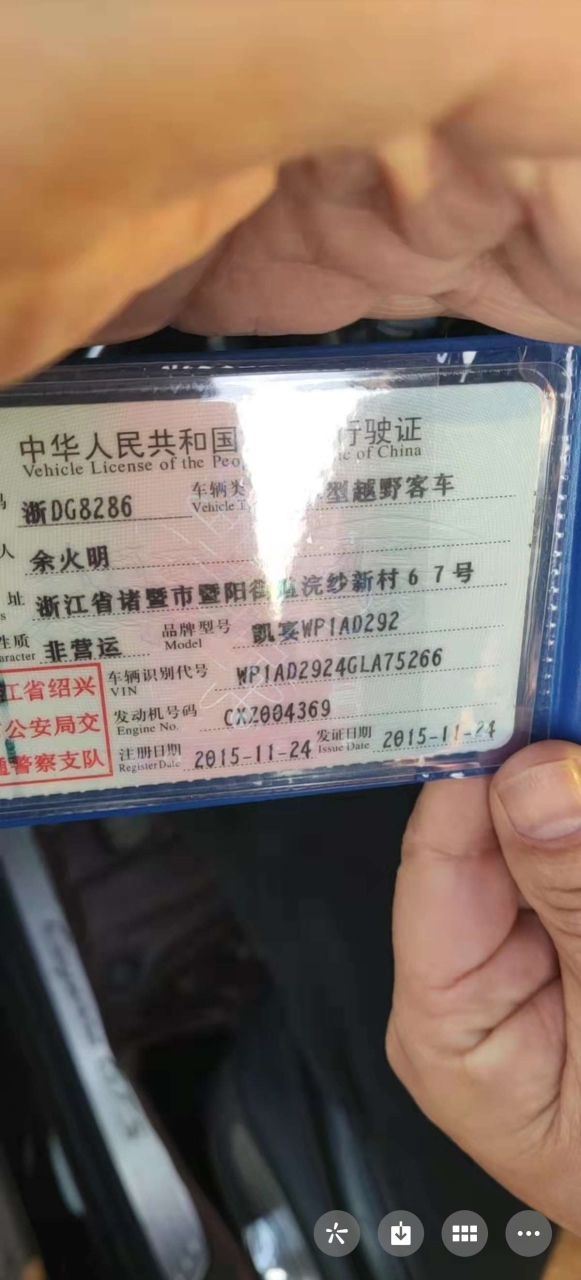 中华人民共和国 行驶证
Vehicle License of the Peo c of China
浙DG8286 车辆类 型越野客车
Vehicle T
人 余火明
址 浙江省诸暨市暨阳街 浣纱新村67号
性质 非营运 品牌型号 凯宴WP1AD292
aracter Model
车辆识别代号 WP1AD2924GLA75266
VIN
发动机号码 CXZ004369
Engine No.
注册日期 2015-11-24 发证日期 2015-11-24
Register Date Issue Date
江省绍兴
公安局交
通警察支队